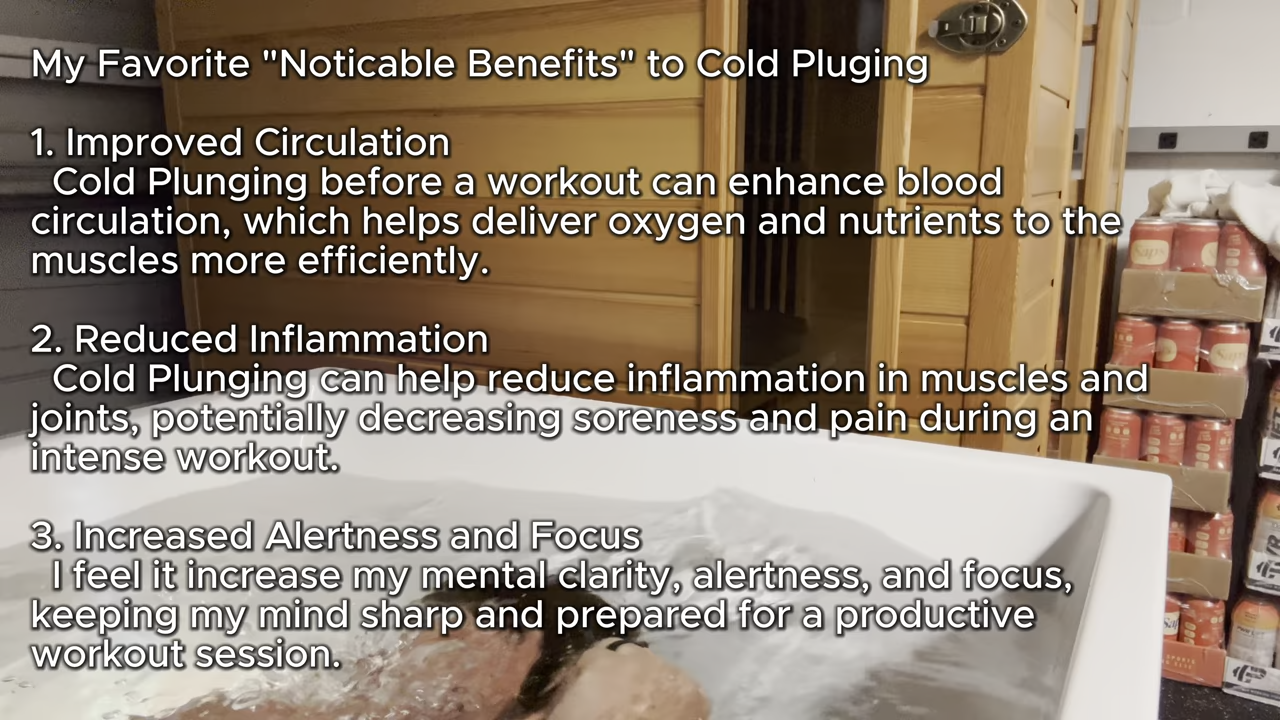 My Favorite "Noticable Benefits" to Cold Pluging
1. Improved Circulation
Cold Plunging before a workout can enhance blood
circulation, which helps deliver oxygen and nutrients to the
muscles more efficiently.
2. Reduced Inflammation
Cold Plunging can help reduce inflammation in muscles and
joints, potentially decreasing soreness and pain during an
intense workout.
3. Increased Alertness and Focus
I feel it increase my mental clarity, alertness, and focus,
keeping my mind sharp and prepared for a productive
workout session.